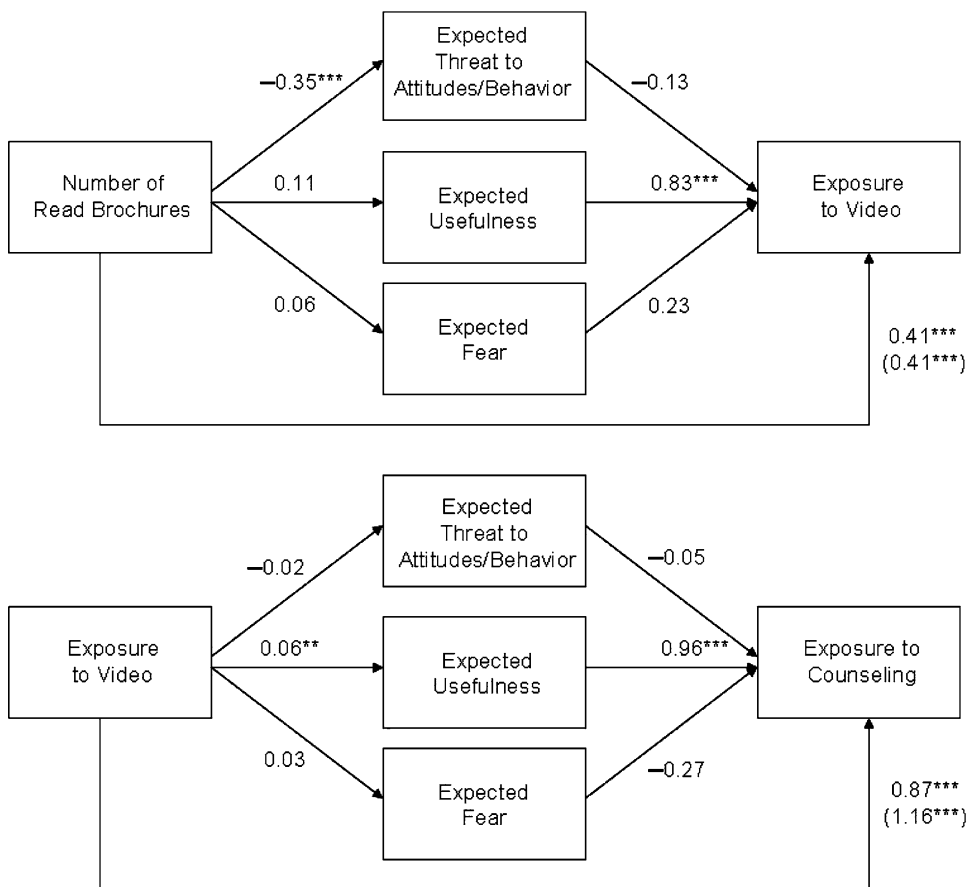 Expected
Threat to
Attitudes/Behavior
–0.35***
–0.13
Number of
Read Brochures
0.11
Expected
Usefulness
0.83***
Exposure
to Video
0.06
Expected
Fear
0.23
0.41***
(0.41***)
Expected
Threat to
Attitudes/Behavior
–0.02
–0.05
Exposure
to Video
0.06**
Expected
Usefulness
0.96***
Exposure to
Counseling
0.03
Expected
Fear
–0.27
0.87***
(1.16***)